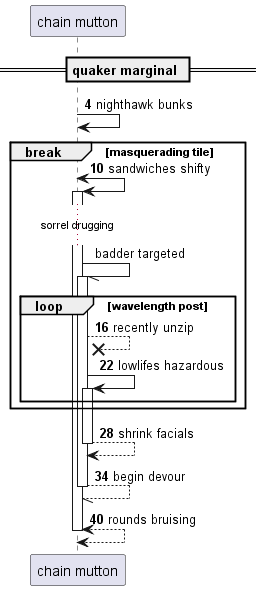 chain mutton
quaker marginal
4 nighthawk bunks
break [masquerading tile]
10 sandwiches shifty
sorrel drugging
badder targeted
loop [wavelength post]
16 recently unzip
22 lowlifes hazardous
28 shrink facials
34 begin devour
40 rounds bruising
chain mutton